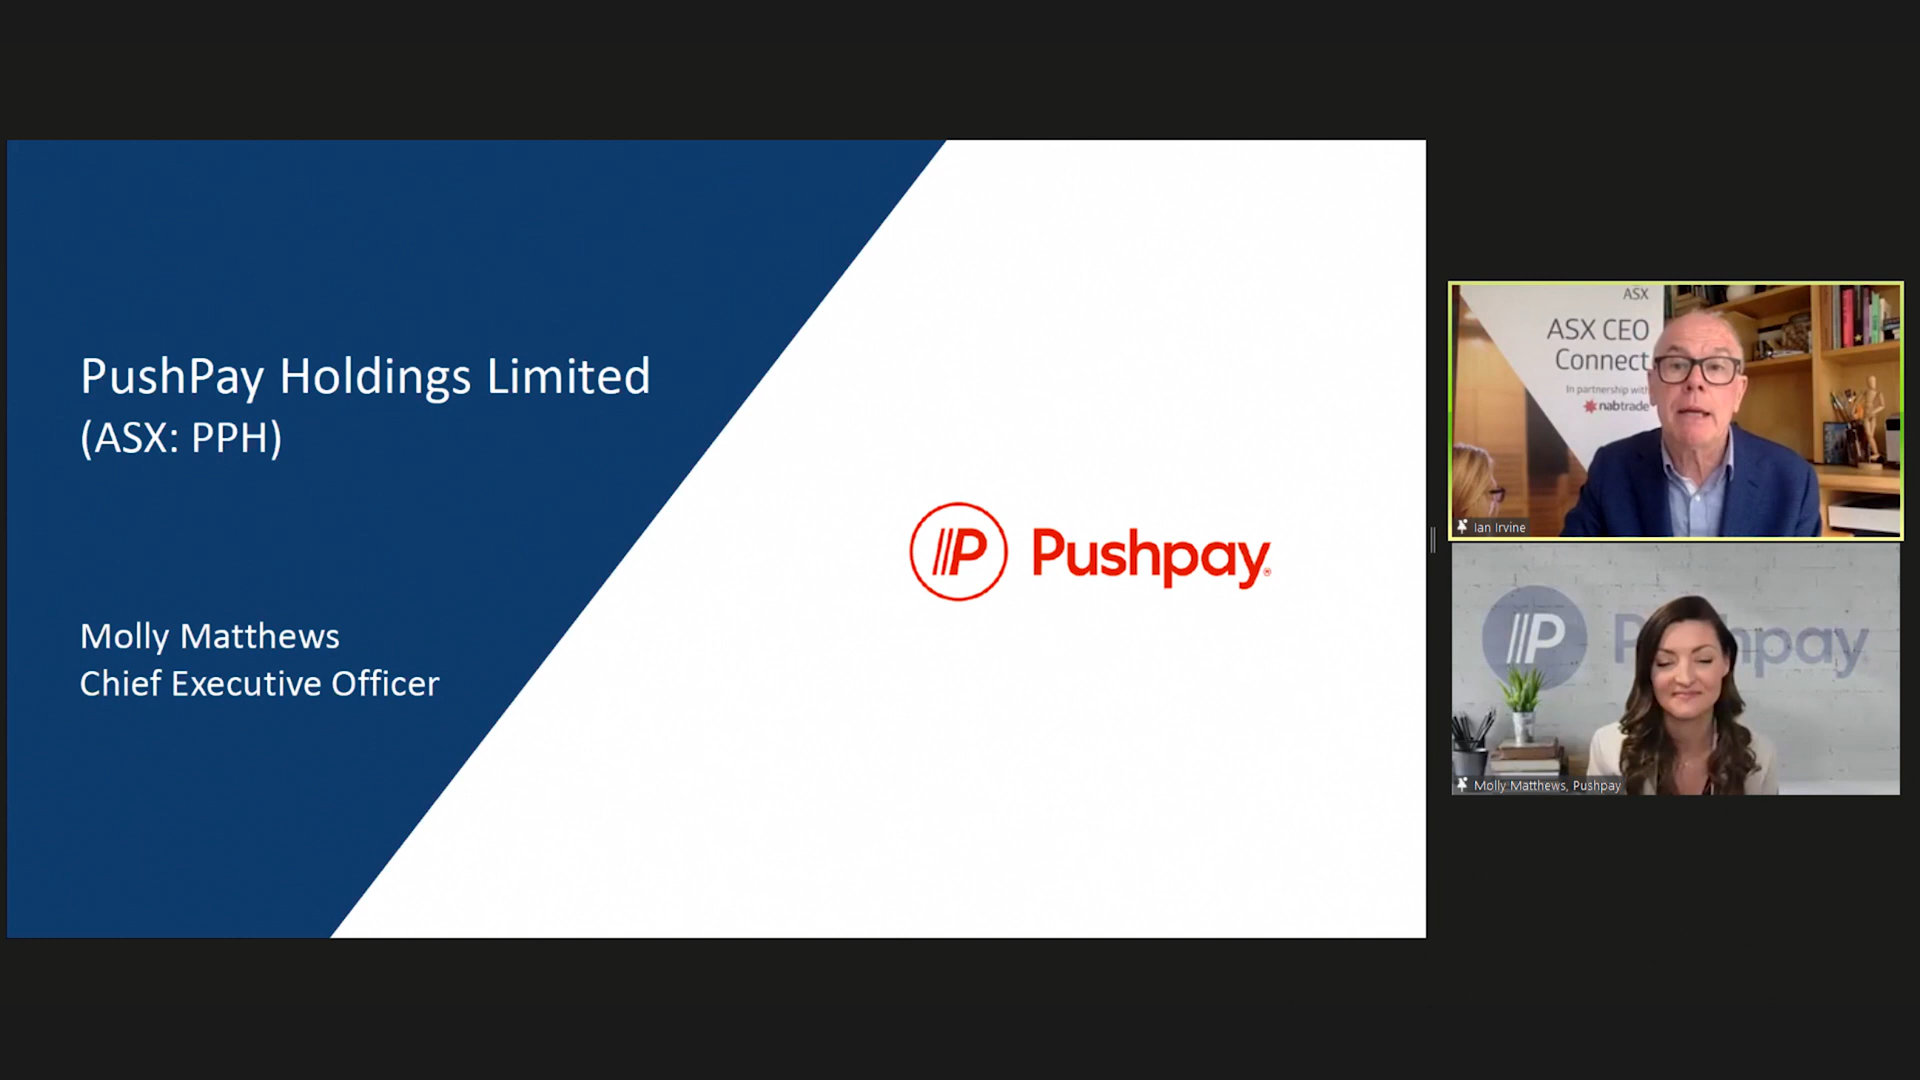 PushPay Holdings Limited
(ASX: PPH)
Molly Matthews
Chief Executive Officer
P Pushpay®
ASX
ASX CEO
Connect
In partnership with
nabtrade
Ian Irvine
P Pushpay
Molly Matthews, Pushpay